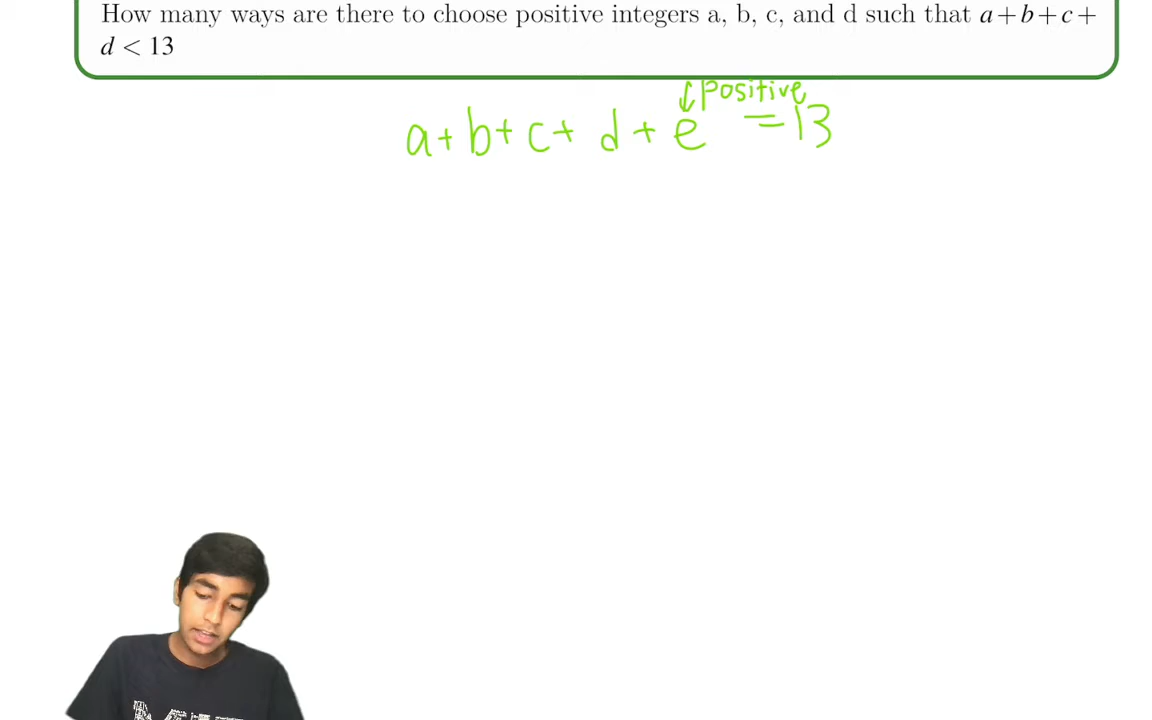 How many ways are there to choose positive integers a, b, c, and d such that a+b+c+
d < 13
positive
a+b+c+ d + e =13